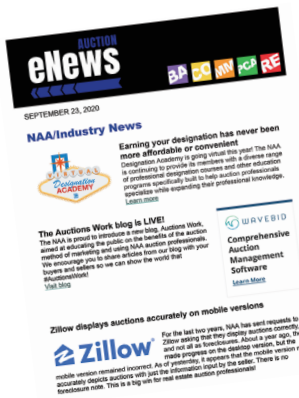 AUCTION
eNews
BA CO MM PCA RE
SEPTEMBER 23, 2020
NAA/Industry News
VIRTUAL
Designation
ACADEMY
Earning your designation has never been
more affordable or convenient
Designation Academy is going virtual this year! The NAA
is continuing to provide its members with a diverse range
of professional designation courses and other education
programs specifically built to help auction professionals
specialize while expanding their professional knowledge.
Learn more
The Auctions Work blog is LIVE!
The NAA is proud to introduce a new blog, Auctions Work,
aimed at educating the public on the benefits of the auction
method of marketing and using NAA auction professionals.
We encourage you to share articles from our blog with your
buyers and sellers so we can show the world that
#AuctionsWork!
Visit blog
WAVEBID
Comprehensive
Auction
Management
Software
Learn More
Zillow displays auctions accurately on mobile versions
Zillow
For the last two years, NAA has sent requests to
Zillow asking that they display auctions correctly,
and not all as foreclosures. About a year ago, th
made progress on the desktop version, but the
mobile version remained incorrect. As of yesterday, it appears that the mobile version n
accurately depicts auctions with just the information input by the seller. There is no
foreclosure note. This is a big win for real estate auction professionals!